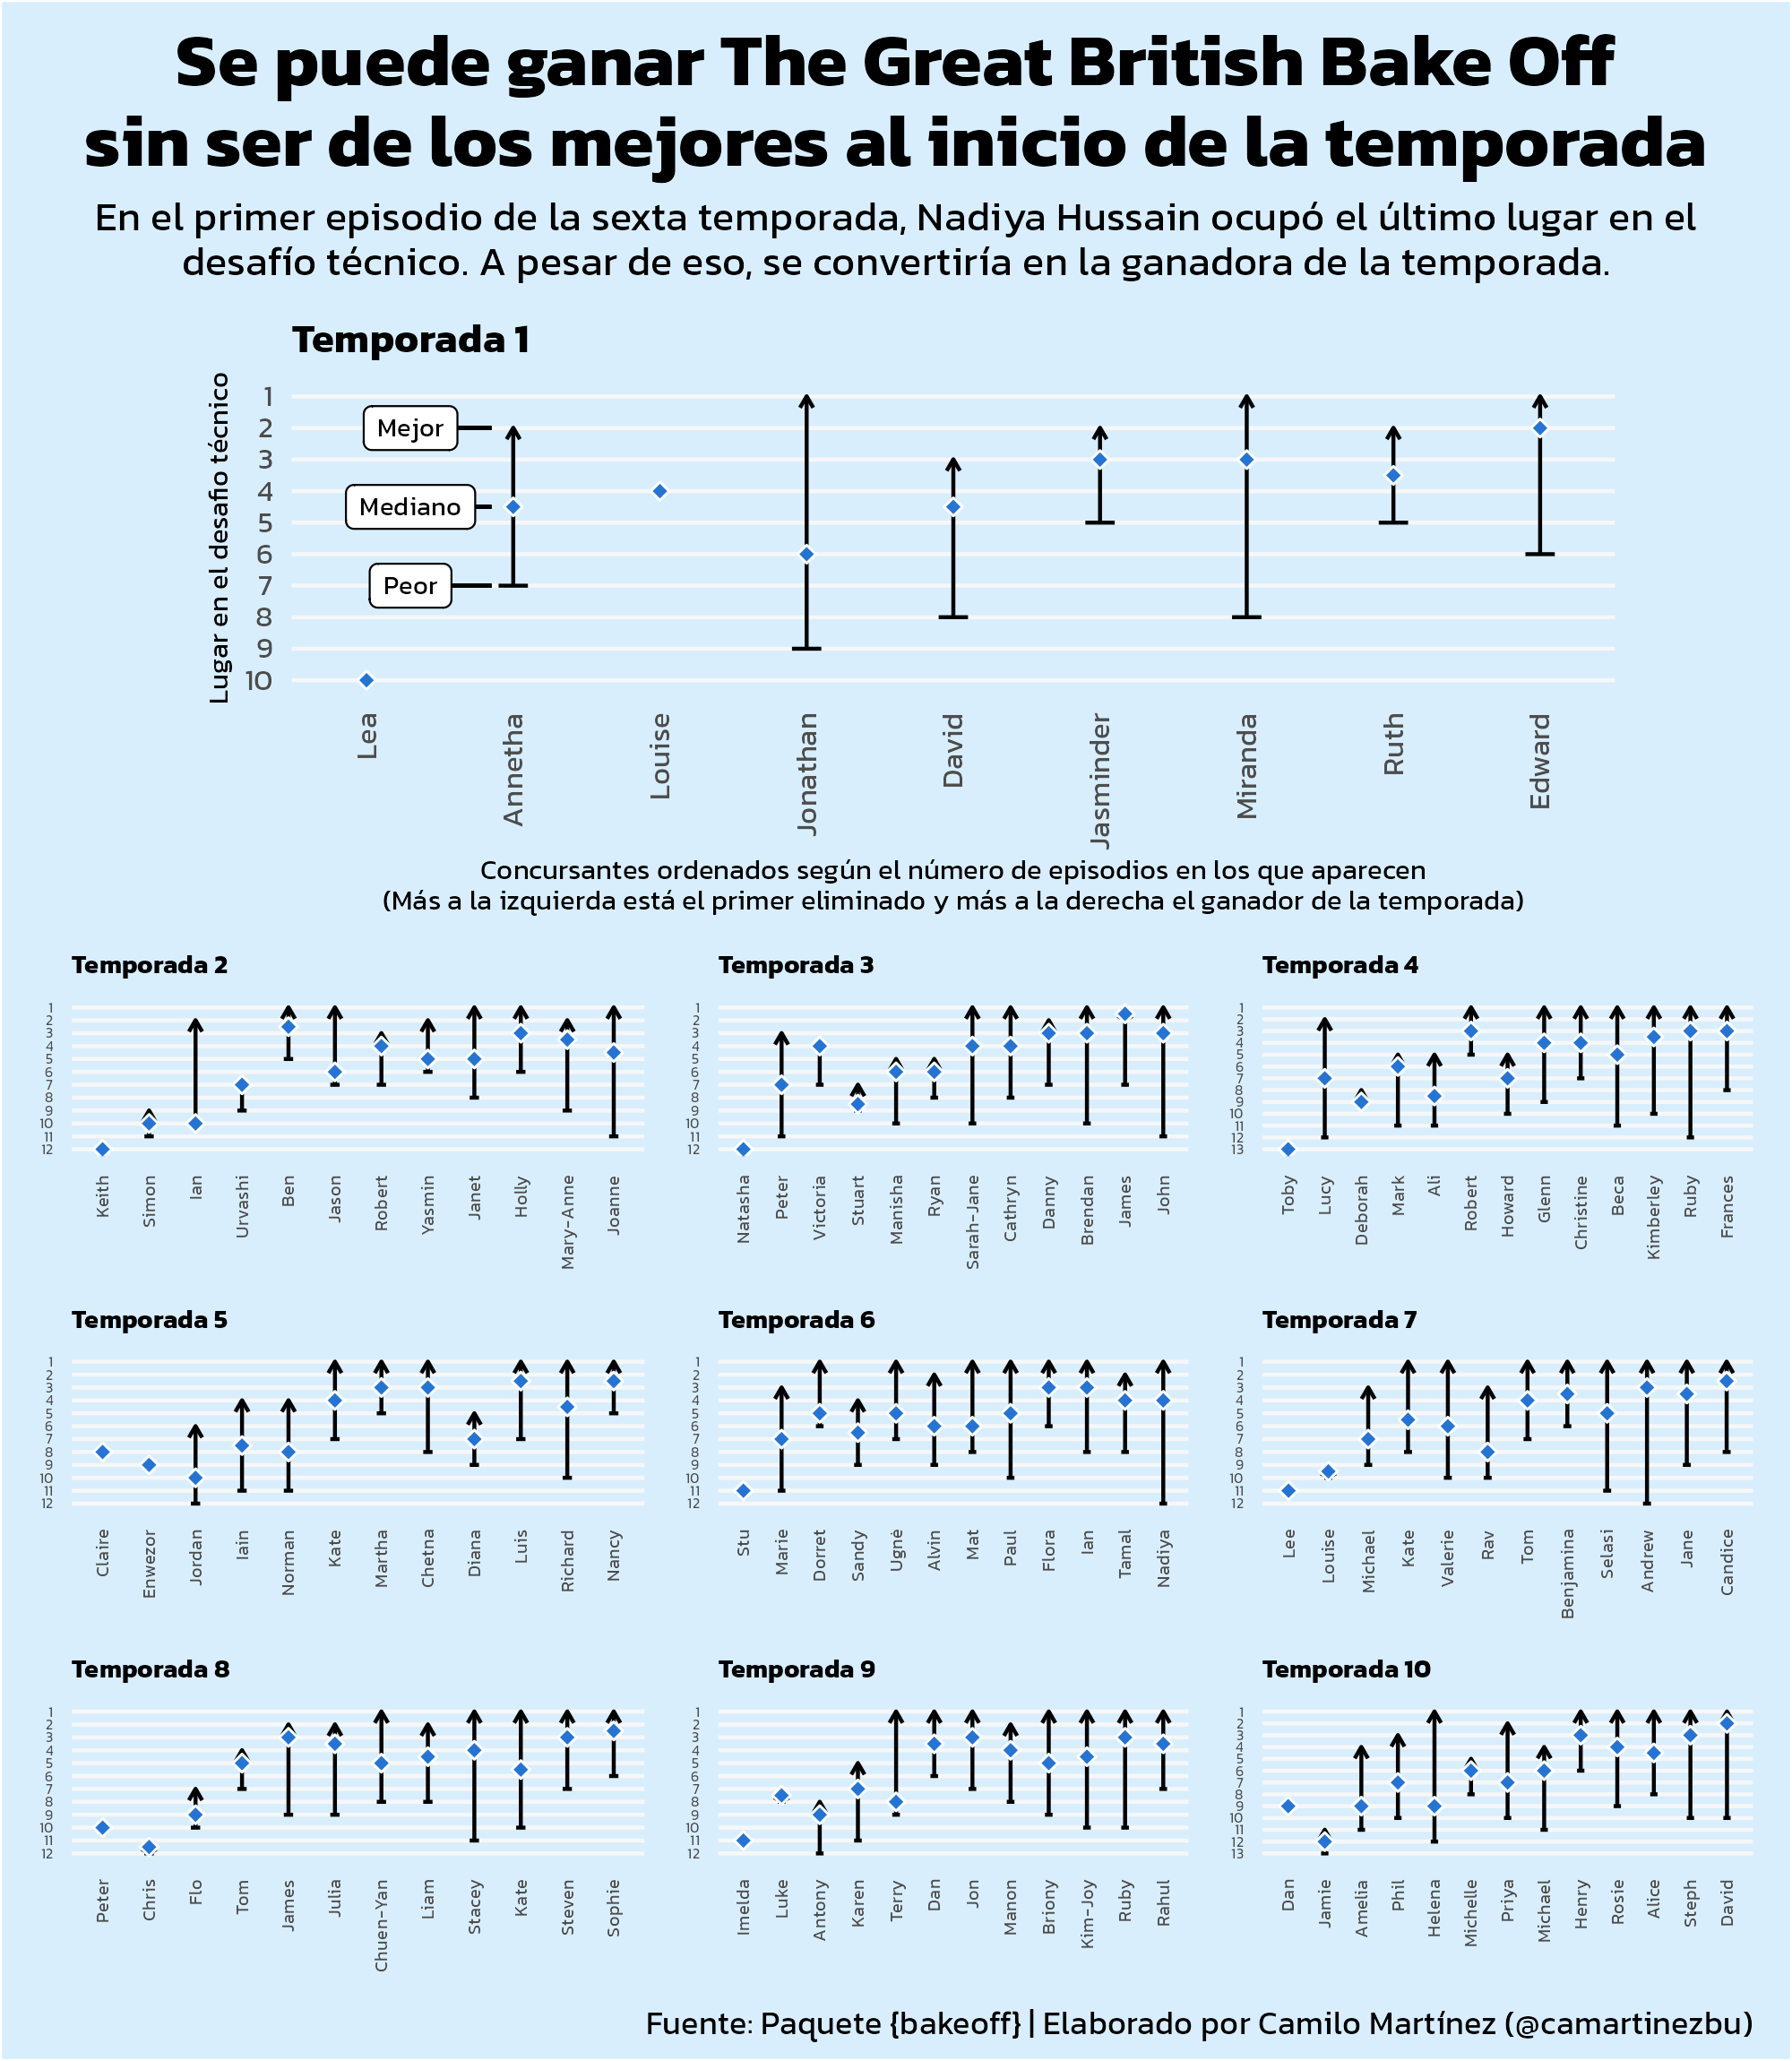 Se puede ganar The Great British Bake Off
sin ser de los mejores al inicio de la temporada
En el primer episodio de la sexta temporada, Nadiya Hussain ocupó el último lugar en el
desafío técnico. A pesar de eso, se convertiría en la ganadora de la temporada.
Temporada 1
Lugar en el desafío técnico
1
2
3
4
5
6
7
8
9
10
Mejor
Mediano
Peor
Lea
Annetha
Louise
Jonathan
David
Jasminder
Miranda
Ruth
Edward
Concursantes ordenados según el número de episodios en los que aparecen
(Más a la izquierda está el primer eliminado y más a la derecha el ganador de la temporada)
Temporada 2
1
2
3
4
5
6
7
8
9
10
11
12
Keith
Simon
Ian
Urvashi
Ben
Jason
Robert
Yasmin
Janet
Holly
Mary-Anne
Joanne
Temporada 3
1
2
3
4
5
6
7
8
9
10
11
12
Natasha
Peter
Victoria
Stuart
Manisha
Ryan
Sarah-Jane
Cathryn
Danny
Brendan
James
John
Temporada 4
1
2
3
4
5
6
7
8
9
10
11
12
13
Toby
Lucy
Deborah
Mark
Ali
Robert
Howard
Glenn
Christine
Beca
Kimberley
Ruby
Frances
Temporada 5
1
2
3
4
5
6
7
8
9
10
11
12
Claire
Enwezor
Jordan
Iain
Norman
Kate
Martha
Chetna
Diana
Luis
Richard
Nancy
Temporada 6
1
2
3
4
5
6
7
8
9
10
11
12
Stu
Marie
Dorret
Sandy
Ugnė
Alvin
Mat
Paul
Flora
Ian
Tamal
Nadiya
Temporada 7
1
2
3
4
5
6
7
8
9
10
11
12
Lee
Louise
Michael
Kate
Valerie
Rav
Tom
Benjamina
Selasi
Andrew
Jane
Candice
Temporada 8
1
2
3
4
5
6
7
8
9
10
11
12
Peter
Chris
Flo
Tom
James
Julia
Chuen-Yan
Liam
Stacey
Kate
Steven
Sophie
Temporada 9
1
2
3
4
5
6
7
8
9
10
11
12
Imelda
Luke
Antony
Karen
Terry
Dan
Jon
Manon
Briony
Kim-Joy
Ruby
Rahul
Temporada 10
1
2
3
4
5
6
7
8
9
10
11
12
13
Dan
Jamie
Amelia
Phil
Helena
Michelle
Priya
Michael
Henry
Rosie
Alice
Steph
David
Fuente: Paquete {bakeoff} | Elaborado por Camilo Martínez (@camartinezbu)